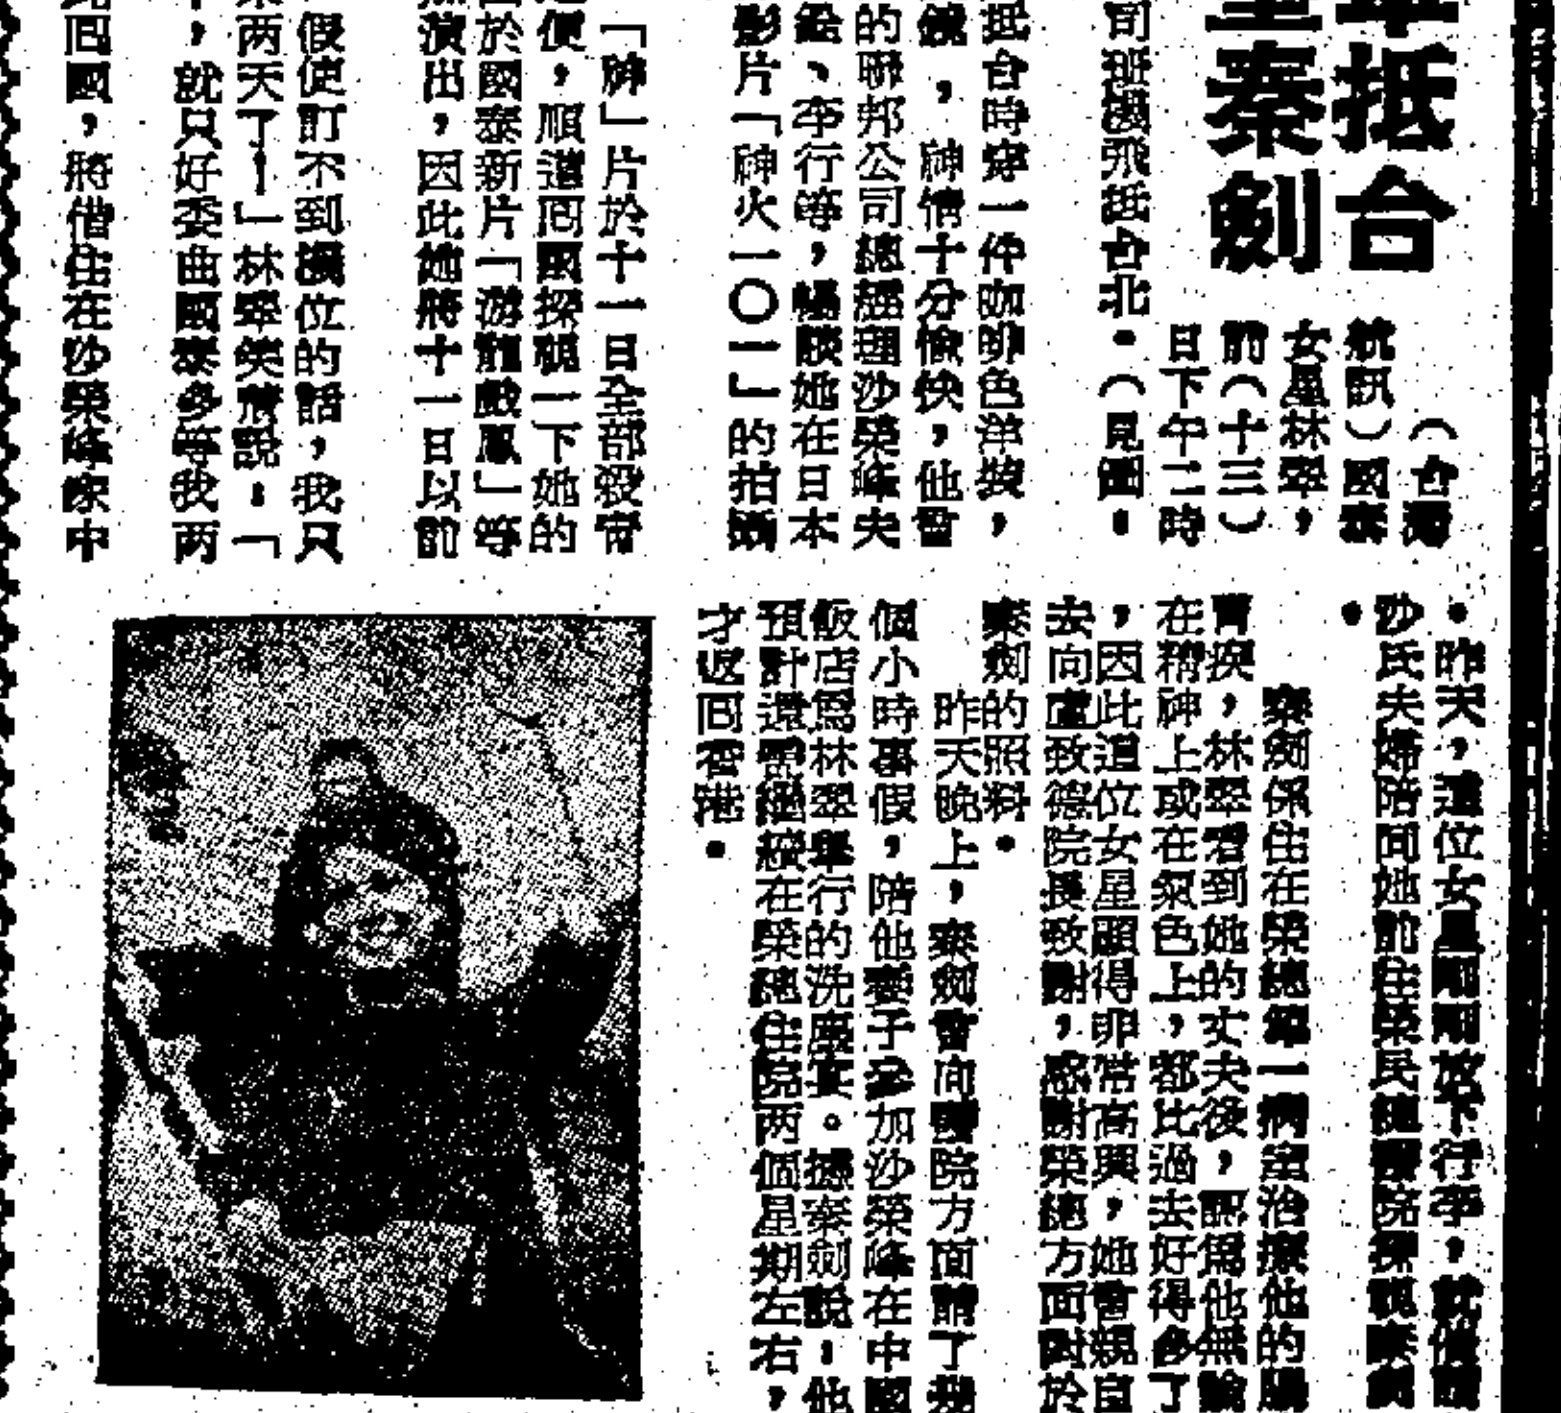 翠抵台
秦劍
（台灣
航訊）國泰
女星林翠，
前（十三）
日下午二時
司班機飛抵台北。（見圖。
抵台時穿一件咖啡色洋裝，
鏡，神情十分愉快，他曾
的聯邦公司總經理沙榮峰夫
銓、李行等，暢談她在日本
影片「神火一〇一」的拍攝
「神」片於十一日全部殺青
便，順道回國探親一下她的
於國泰新片「游龍戲鳳」等
演出，因此她將十一日以前
假使訂不到機位的話，我只
两天了！」林翠笑着說：「
，就只好委曲國泰多等我两
回國，將借住在沙榮峰家中
。昨天，這位女星剛剛放下行李，就偕請
沙氏夫婦陪同她前往榮民總醫院探視秦劍
。
秦劍係住在榮總第一病室治療他的腸
胃疾，林翠看到她的丈夫後，認爲他無論
在精神上或在氣色上，都比過去好得多了
，因此這位女星顯得非常高興，她曾親自
去向盧致德院長致謝，感謝榮總方面對於
秦劍的照料。
昨天晚上，秦劍曾向醫院方面請了幾
個小時事假，陪他妻子參加沙榮峰在中國
飯店爲林翠舉行的洗塵宴。據秦劍說：他
預計還需繼續在榮總住院两個星期左右，
才返回香港。